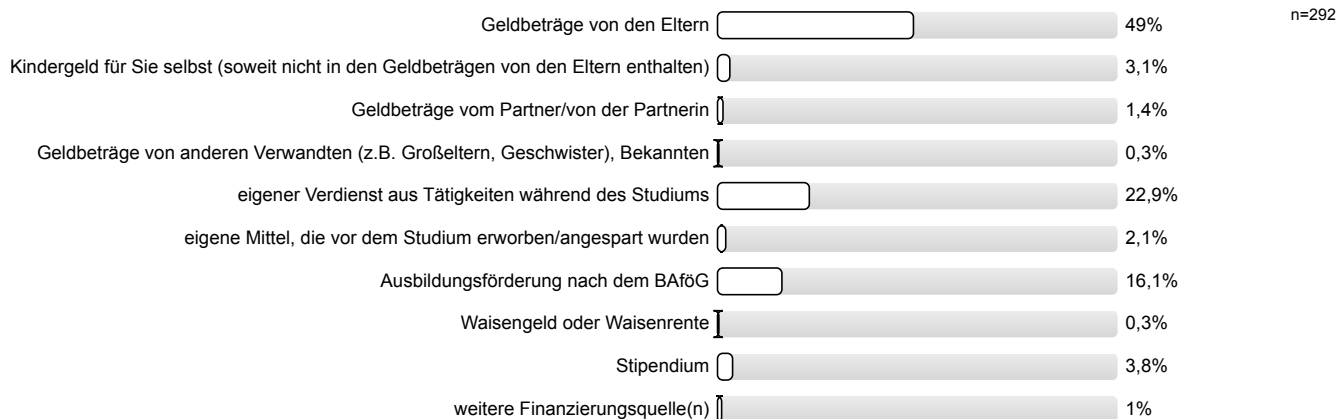 n=292
Geldbeträge von den Eltern 49%
Kindergeld für Sie selbst (soweit nicht in den Geldbeträgen von den Eltern enthalten) 3,1%
Geldbeträge vom Partner/von der Partnerin 1,4%
Geldbeträge von anderen Verwandten (z.B. Großeltern, Geschwister), Bekannten 0,3%
eigener Verdienst aus Tätigkeiten während des Studiums 22,9%
eigene Mittel, die vor dem Studium erworben/angespart wurden 2,1%
Ausbildungsförderung nach dem BAföG 16,1%
Waisengeld oder Waisenrente 0,3%
Stipendium 3,8%
weitere Finanzierungsquelle(n) 1%